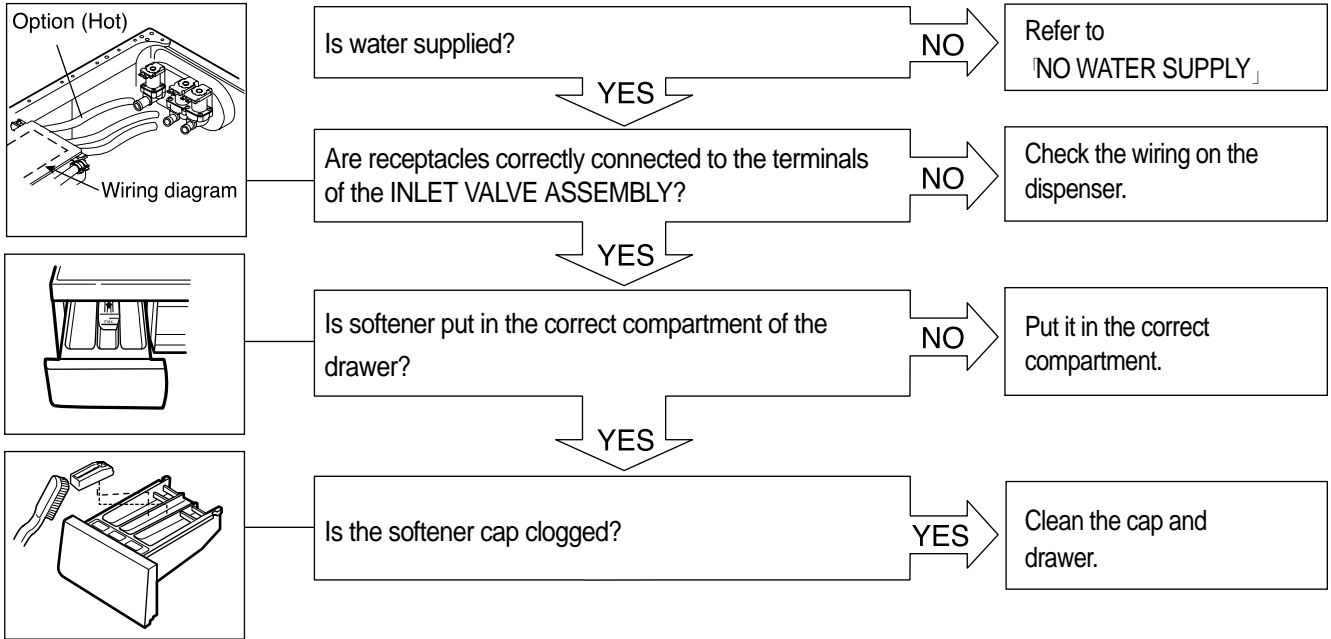 Option (Hot)
Wiring diagram
Is water supplied?
NO
Refer to
「NO WATER SUPPLY」
YES
Are receptacles correctly connected to the terminals
of the INLET VALVE ASSEMBLY?
NO
Check the wiring on the
dispenser.
YES
max
Is softener put in the correct compartment of the
drawer?
NO
Put it in the correct
compartment.
YES
Is the softener cap clogged?
YES
Clean the cap and
drawer.